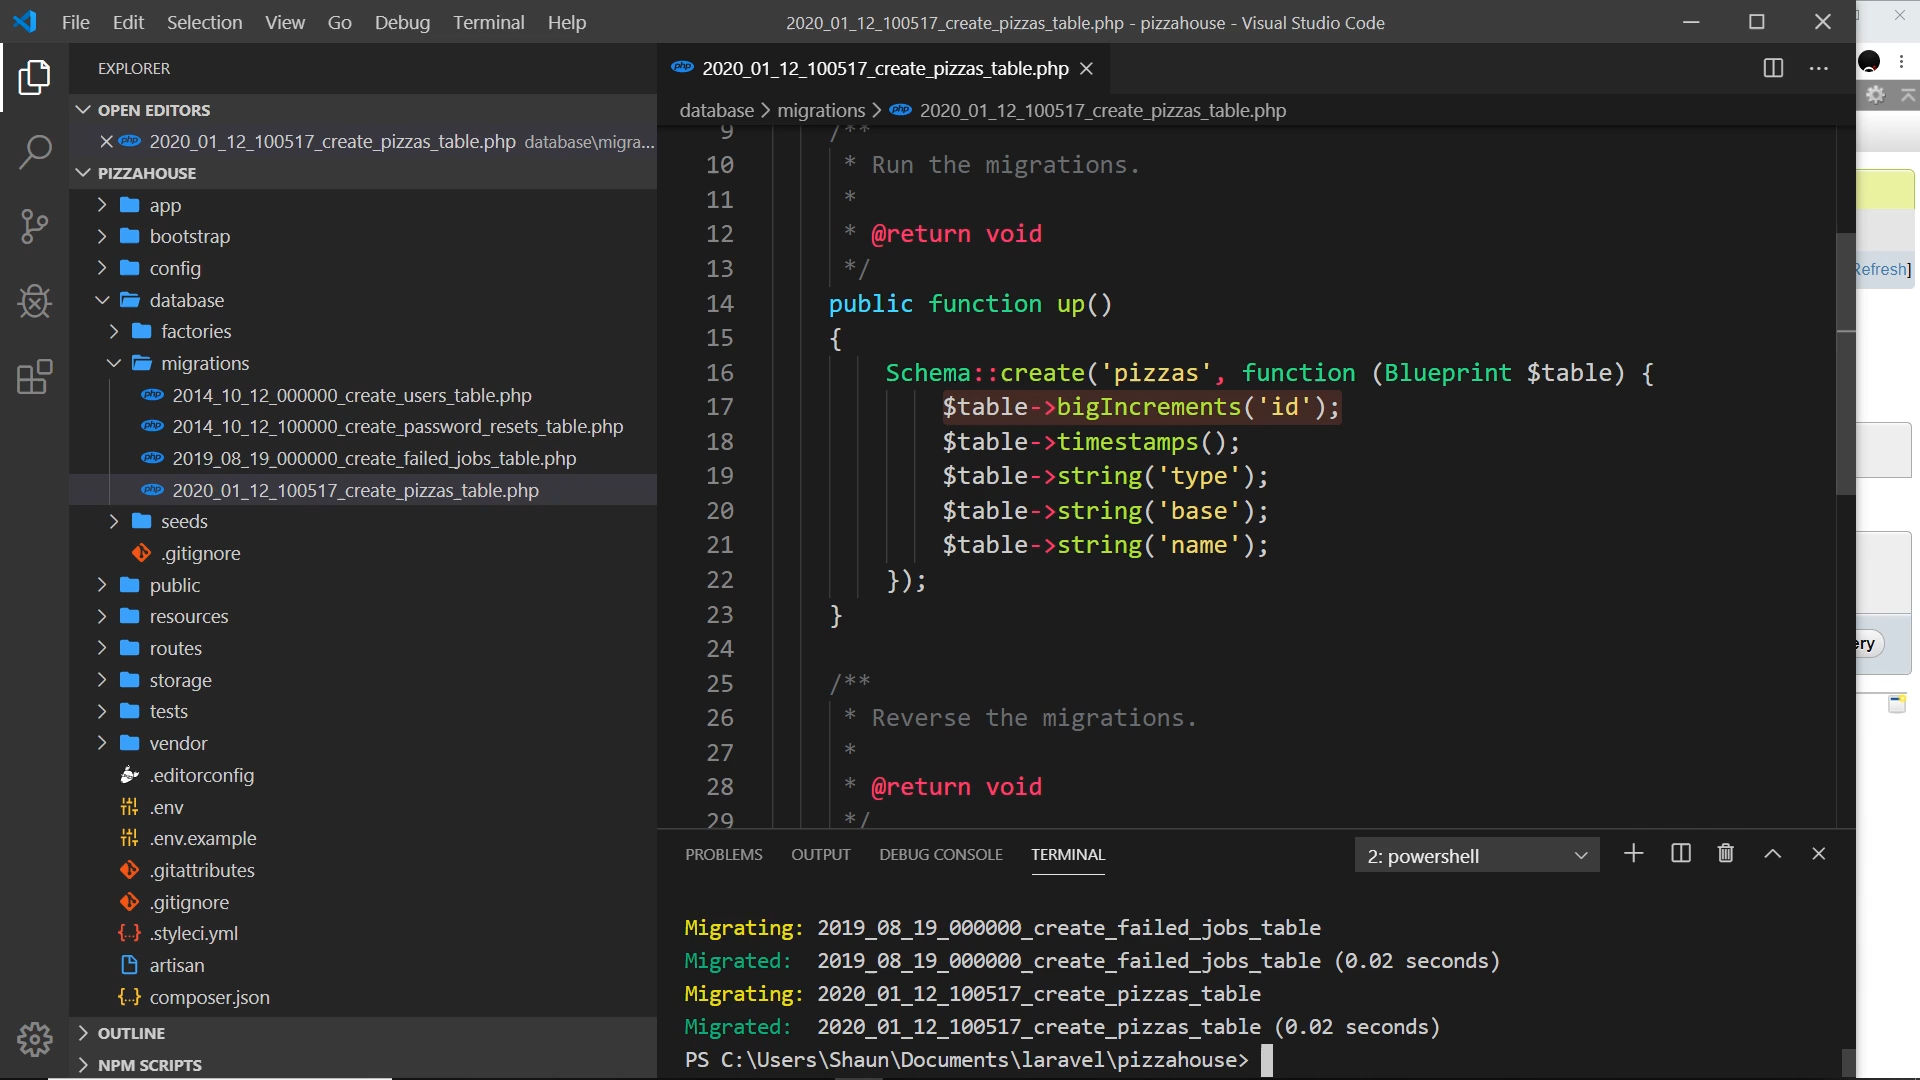 File Edit Selection View Go Debug Terminal Help
2020_01_12_100517_create_pizzas_table.php - pizzahouse - Visual Studio Code
EXPLORER
OPEN EDITORS
2020_01_12_100517_create_pizzas_table.php database\migra...
PIZZAHOUSE
app
bootstrap
config
database
factories
migrations
2014_10_12_000000_create_users_table.php
2014_10_12_100000_create_password_resets_table.php
2019_08_19_000000_create_failed_jobs_table.php
2020_01_12_100517_create_pizzas_table.php
seeds
.gitignore
public
resources
routes
storage
tests
vendor
.editorconfig
.env
.env.example
.gitattributes
.gitignore
.styleci.yml
artisan
composer.json
OUTLINE
NPM SCRIPTS
2020_01_12_100517_create_pizzas_table.php
database > migrations > 2020_01_12_100517_create_pizzas_table.php
9 /**
10 * Run the migrations.
11 *
12 * @return void
13 */
14 public function up()
15 {
16 Schema::create('pizzas', function (Blueprint $table) {
17 $table->bigIncrements('id');
18 $table->timestamps();
19 $table->string('type');
20 $table->string('base');
21 $table->string('name');
22 });
23 }
24
25 /**
26 * Reverse the migrations.
27 *
28 * @return void
29 */
PROBLEMS OUTPUT DEBUG CONSOLE TERMINAL
2: powershell
Migrating: 2019_08_19_000000_create_failed_jobs_table
Migrated: 2019_08_19_000000_create_failed_jobs_table (0.02 seconds)
Migrating: 2020_01_12_100517_create_pizzas_table
Migrated: 2020_01_12_100517_create_pizzas_table (0.02 seconds)
PS C:\Users\Shaun\Documents\laravel\pizzahouse>
Refresh]
ery